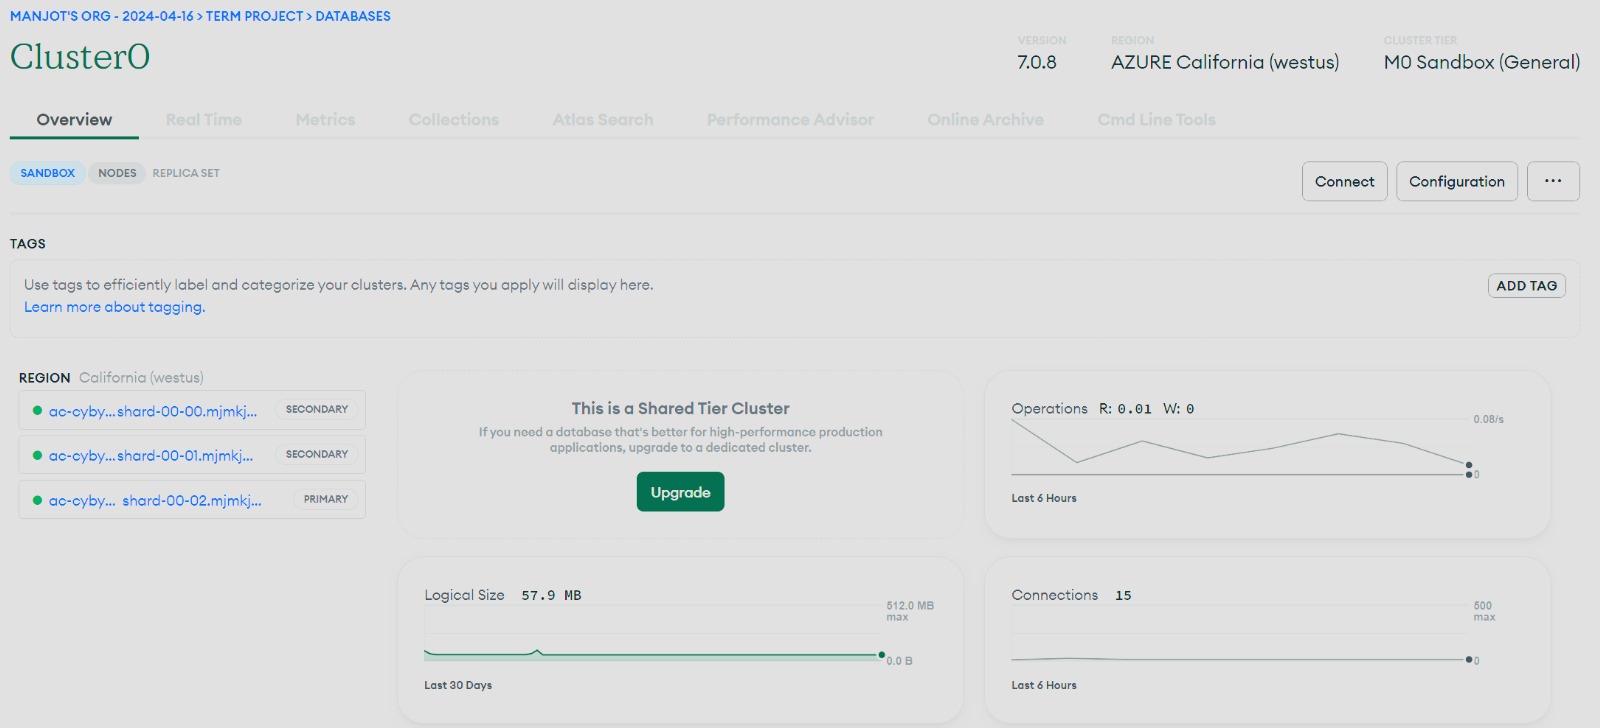 MANJOT'S ORG - 2024-04-16 > TERM PROJECT > DATABASES
Cluster0
VERSION
7.0.8
REGION
AZURE California (westus)
CLUSTER TIER
M0 Sandbox (General)
Overview Real Time Metrics Collections Atlas Search Performance Advisor Online Archive Cmd Line Tools
SANDBOX NODES REPLICA SET
Connect Configuration ...
TAGS
Use tags to efficiently label and categorize your clusters. Any tags you apply will display here.
Learn more about tagging.
ADD TAG
REGION California (westus)
ac-cyby...shard-00-00.mjmkj... SECONDARY
ac-cyby...shard-00-01.mjmkj... SECONDARY
ac-cyby... shard-00-02.mjmkj... PRIMARY
This is a Shared Tier Cluster
If you need a database that's better for high-performance production
applications, upgrade to a dedicated cluster.
Upgrade
Operations R: 0.01 W: 0
0.08/s
0
Last 6 Hours
Logical Size 57.9 MB
512.0 MB
max
0.0 B
Last 30 Days
Connections 15
500
max
0
Last 6 Hours